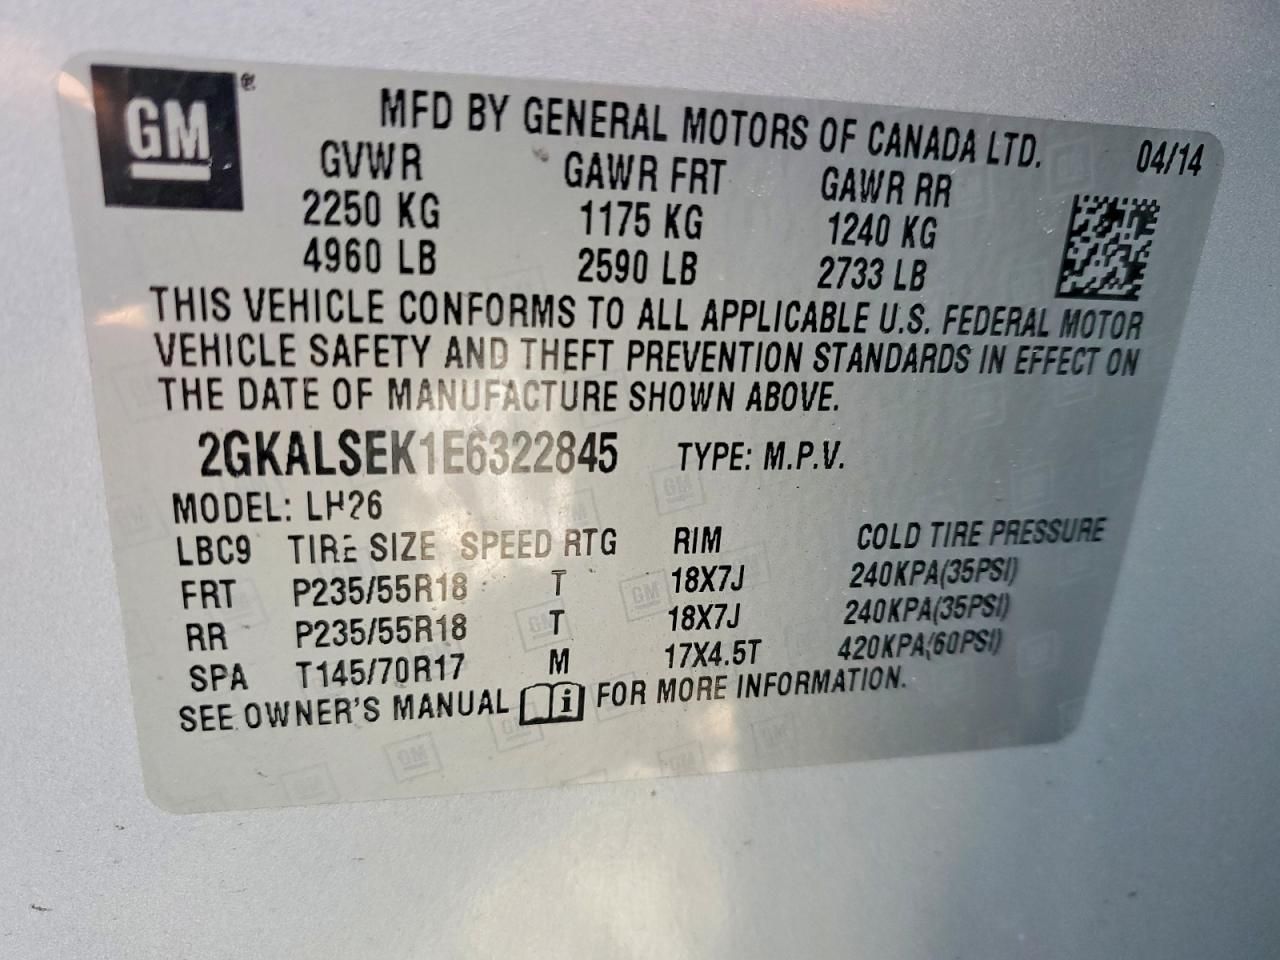 GM ®
MFD BY GENERAL MOTORS OF CANADA LTD. 04/14
GVWR GAWR FRT GAWR RR
2250 KG 1175 KG 1240 KG
4960 LB 2590 LB 2733 LB
THIS VEHICLE CONFORMS TO ALL APPLICABLE U.S. FEDERAL MOTOR
VEHICLE SAFETY AND THEFT PREVENTION STANDARDS IN EFFECT ON
THE DATE OF MANUFACTURE SHOWN ABOVE.
2GKALSEK1E6322845 TYPE: M.P.V.
MODEL: LH26
LBC9 TIRE SIZE SPEED RTG RIM COLD TIRE PRESSURE
FRT P235/55R18 T 18X7J 240KPA(35PSI)
RR P235/55R18 T 18X7J 240KPA(35PSI)
SPA T145/70R17 M 17X4.5T 420KPA(60PSI)
SEE OWNER'S MANUAL FOR MORE INFORMATION.